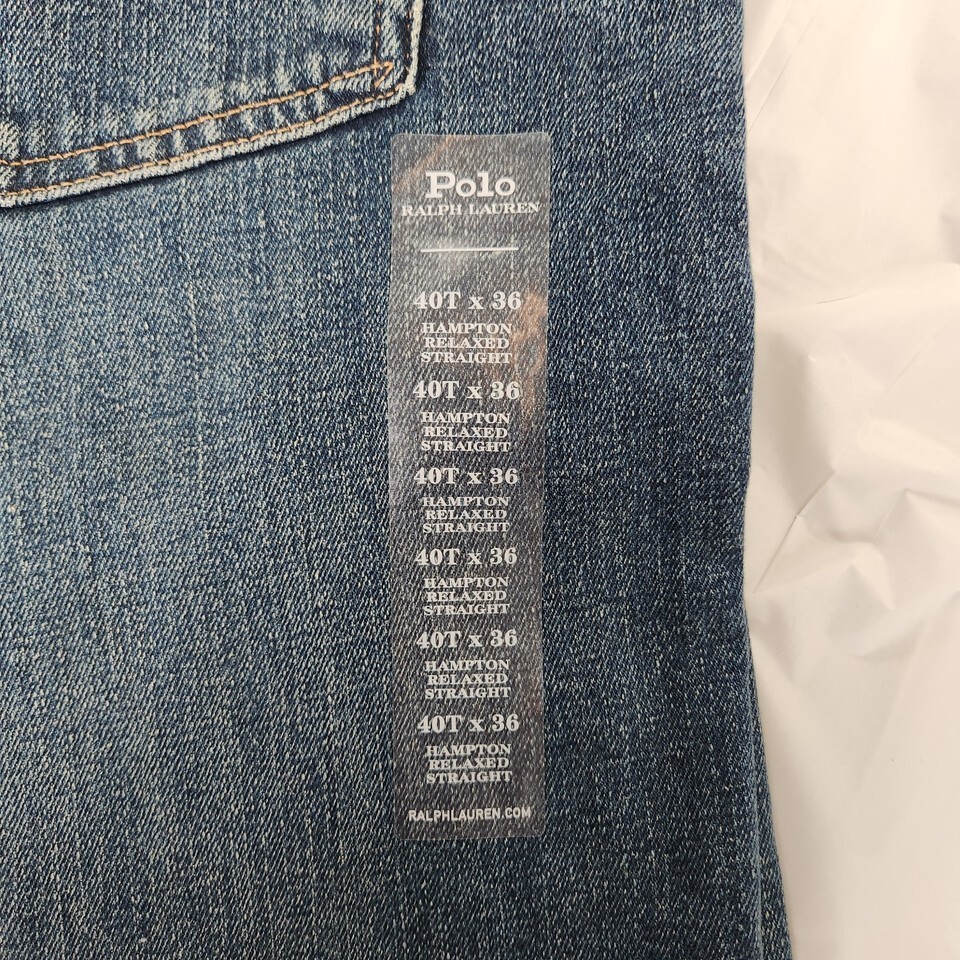 Polo
RALPH LAUREN
40T x 36
HAMPTON
RELAXED
STRAIGHT
40T x 36
HAMPTON
RELAXED
STRAIGHT
40T x 36
HAMPTON
RELAXED
STRAIGHT
40T x 36
HAMPTON
RELAXED
STRAIGHT
40T x 36
HAMPTON
RELAXED
STRAIGHT
40T x 36
HAMPTON
RELAXED
STRAIGHT
RALPHLAUREN.COM